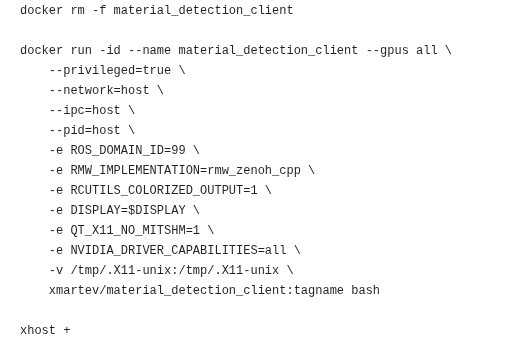 docker rm -f material_detection_client

docker run -id --name material_detection_client --gpus all \
    --privileged=true \
    --network=host \
    --ipc=host \
    --pid=host \
    -e ROS_DOMAIN_ID=99 \
    -e RMW_IMPLEMENTATION=rmw_zenoh_cpp \
    -e RCUTILS_COLORIZED_OUTPUT=1 \
    -e DISPLAY=$DISPLAY \
    -e QT_X11_NO_MITSHM=1 \
    -e NVIDIA_DRIVER_CAPABILITIES=all \
    -v /tmp/.X11-unix:/tmp/.X11-unix \
    xmartev/material_detection_client:tagname bash

xhost +